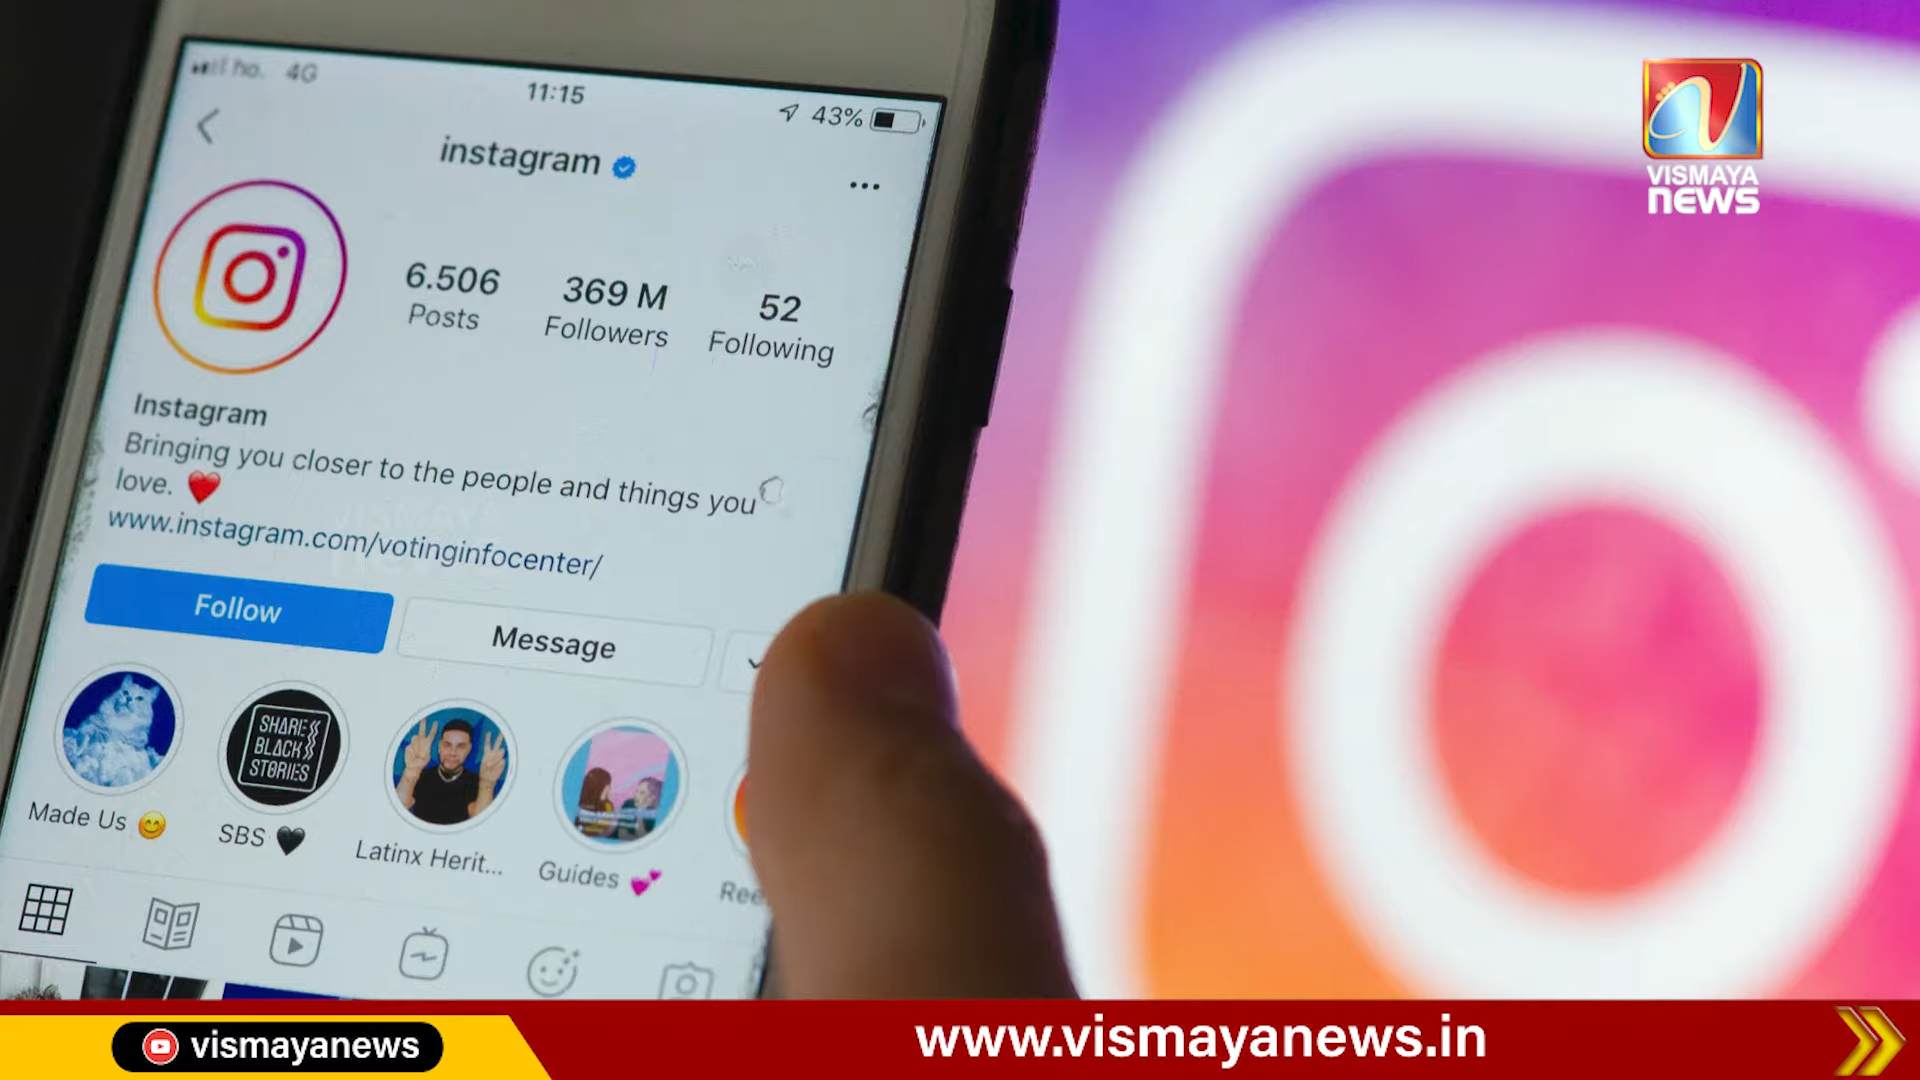 ho. 4G
11:15
43%
instagram
VISMAYA
NEWS
6.506
Posts
369 M
Followers
52
Following
Instagram
Bringing you closer to the people and things you
love. ❤️
www.instagram.com/votinginfocenter/
Follow
Message
SHARE
BLACK
STORIES
Made Us 😊
SBS 🖤
Latinx Herit...
Guides 💕
Ree
vismayanews
www.vismayanews.in